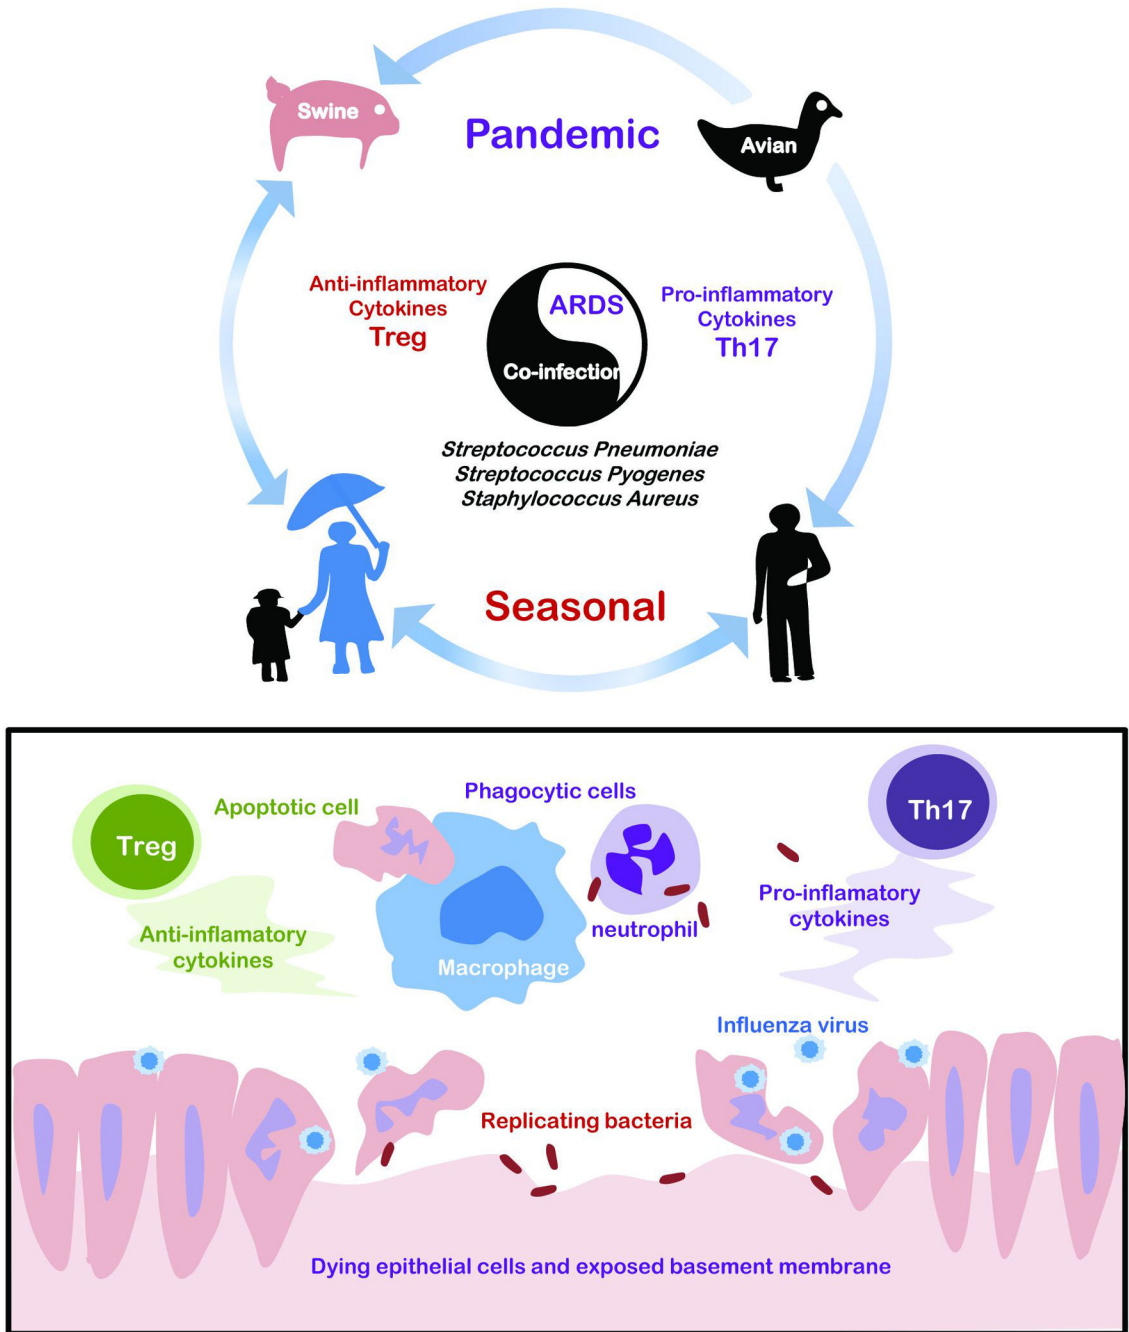 Swine
Pandemic
Avian
Anti-inflammatory
Cytokines
Treg
ARDS
Co-infection
Pro-inflammatory
Cytokines
Th17
Streptococcus Pneumoniae
Streptococcus Pyogenes
Staphylococcus Aureus
Seasonal
Treg
Apoptotic cell
Phagocytic cells
Th17
Anti-inflamatory
cytokines
Macrophage
neutrophil
Pro-inflamatory
cytokines
Influenza virus
Replicating bacteria
Dying epithelial cells and exposed basement membrane